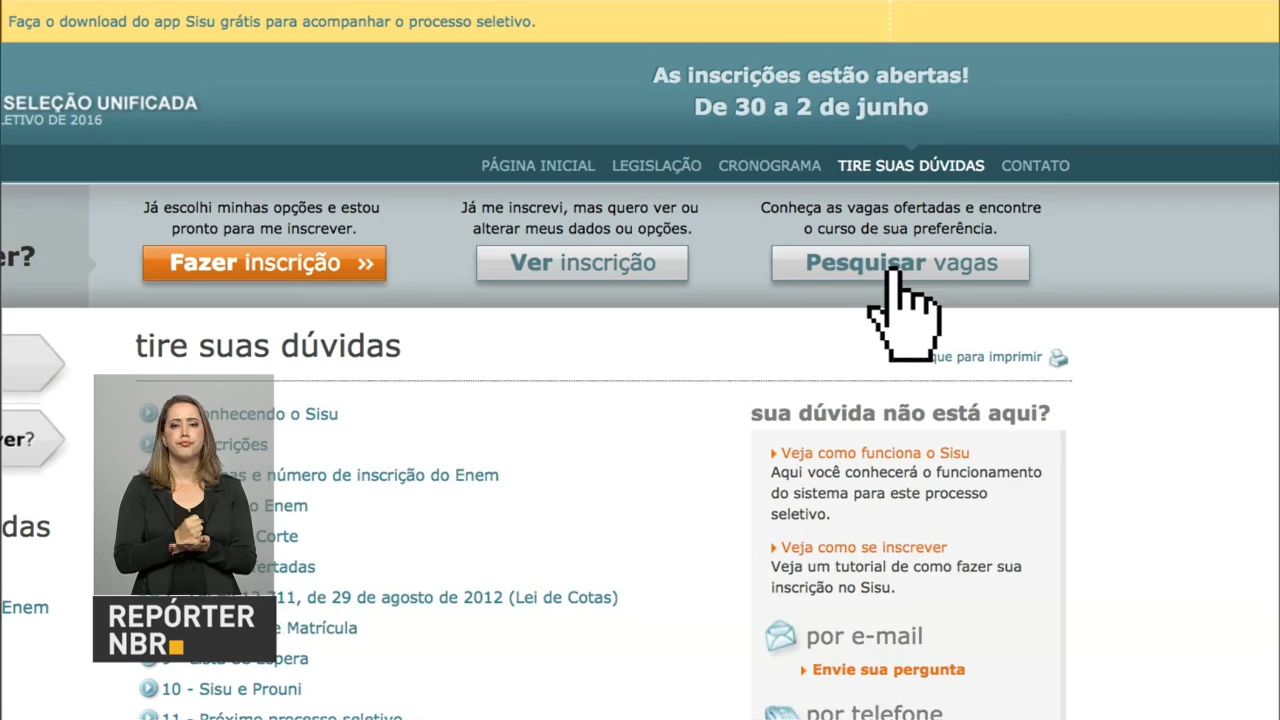 Faça o download do app Sisu grátis para acompanhar o processo seletivo.
SELEÇÃO UNIFICADA
LETIVO DE 2016
As inscrições estão abertas!
De 30 a 2 de junho
PÁGINA INICIAL LEGISLAÇÃO CRONOGRAMA TIRE SUAS DÚVIDAS CONTATO
er?
Já escolhi minhas opções e estou
pronto para me inscrever.
Fazer inscrição »
Já me inscrevi, mas quero ver ou
alterar meus dados ou opções.
Ver inscrição
Conheça as vagas ofertadas e encontre
o curso de sua preferência.
Pesquisar vagas
tire suas dúvidas
que para imprimir
nhecendo o Sisu
crições
as e número de inscrição do Enem
o Enem
Corte
ertadas
711, de 29 de agosto de 2012 (Lei de Cotas)
e Matrícula
Espera
10 - Sisu e Prouni
11 - Próximo processo seletivo
ver?
das
Enem
REPÓRTER
NBR
sua dúvida não está aqui?
Veja como funciona o Sisu
Aqui você conhecerá o funcionamento
do sistema para este processo
seletivo.
Veja como se inscrever
Veja um tutorial de como fazer sua
inscrição no Sisu.
por e-mail
Envie sua pergunta
por telefone